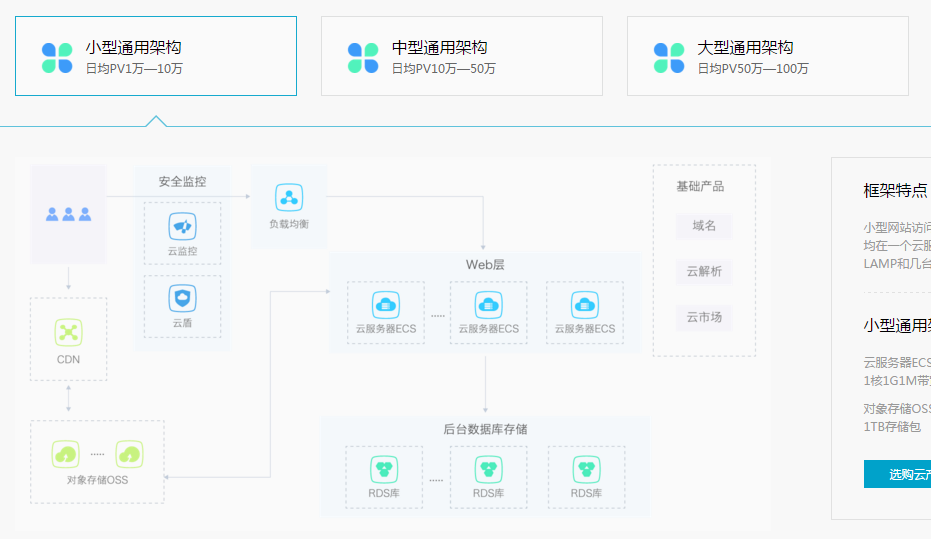 小型通用架构
日均PV1万—10万
中型通用架构
日均PV10万—50万
大型通用架构
日均PV50万—100万
安全监控
云监控
云盾
负载均衡
Web层
云服务器ECS
.....
云服务器ECS
云服务器ECS
基础产品
域名
云解析
云市场
CDN
.....
对象存储OSS
后台数据库存储
RDS库
.....
RDS库
RDS库
框架特点
小型网站访问
均在一个云服
LAMP和几台
小型通用架
云服务器ECS
1核1G1M带宽
对象存储OSS
1TB存储包
选购云产